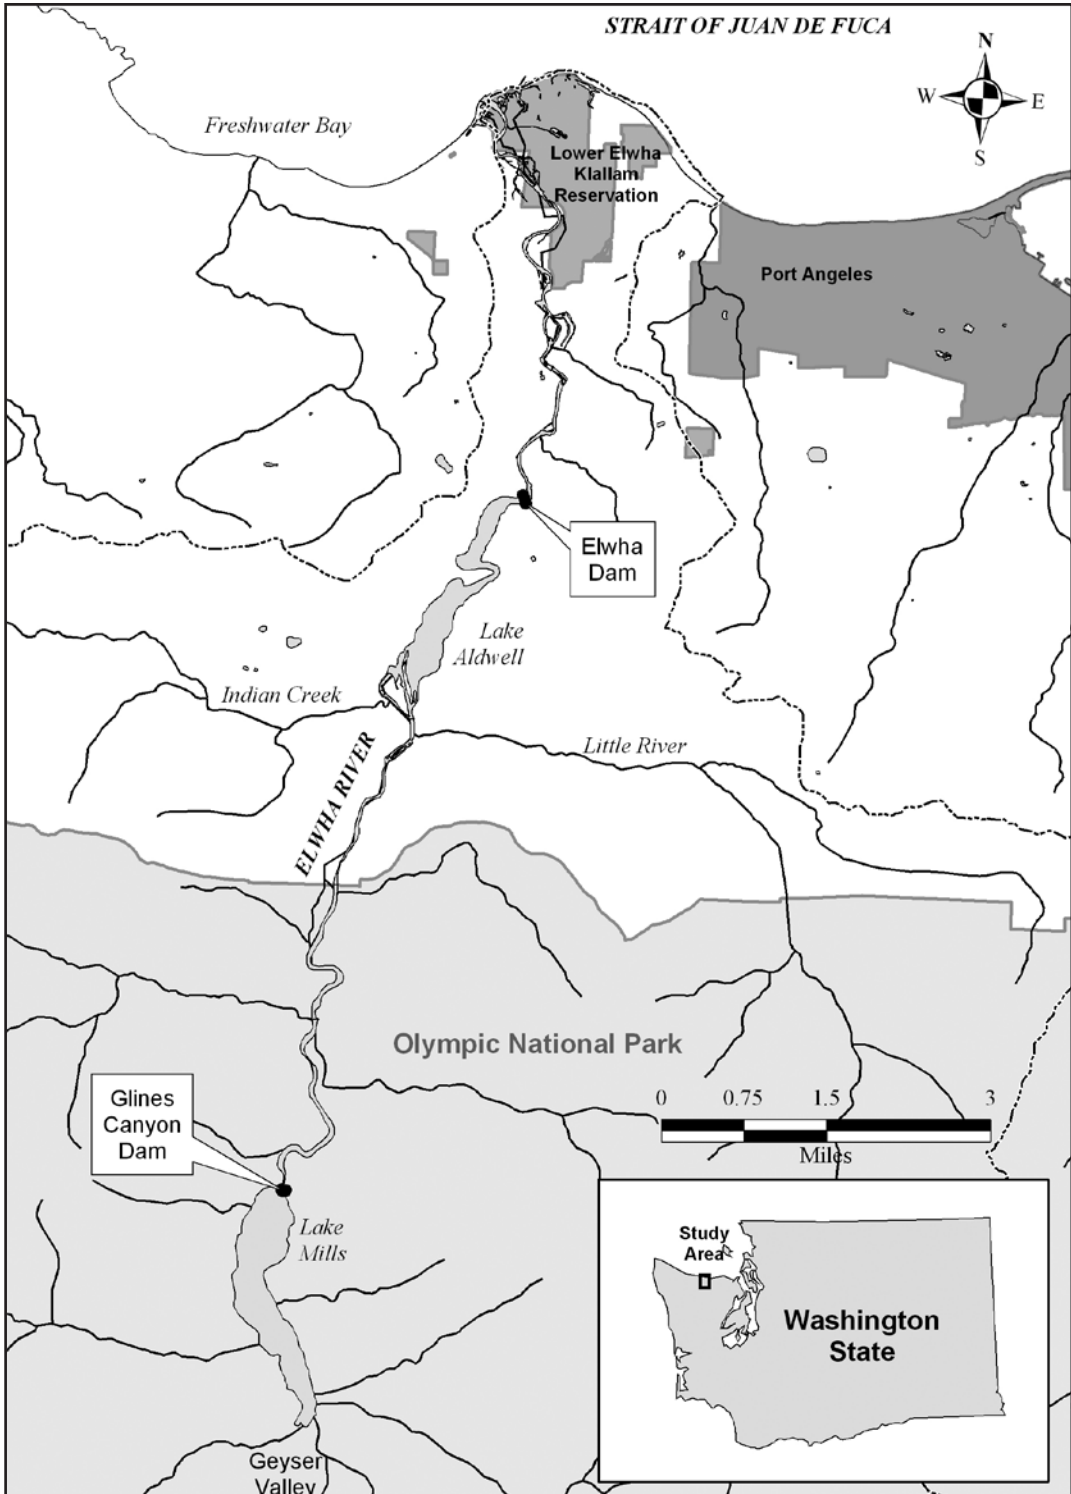 STRAIT OF JUAN DE FUCA
N
W
E
S
Freshwater Bay
Lower Elwha
Klallam
Reservation
Port Angeles
Elwha
Dam
Lake
Aldwell
Indian Creek
Little River
ELWHA RIVER
Olympic National Park
0 0.75 1.5 3
Miles
Glines
Canyon
Dam
Lake
Mills
Study
Area
Washington
State
Geyser
Valley